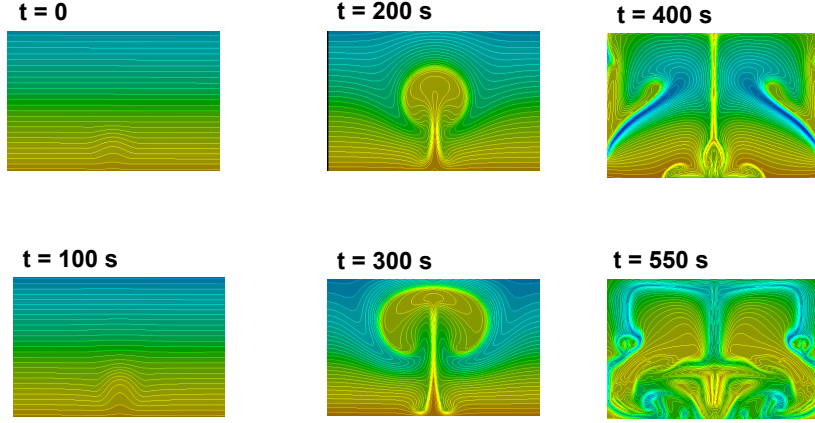 t = 0
t = 200 s
t = 400 s
t = 100 s
t = 300 s
t = 550 s